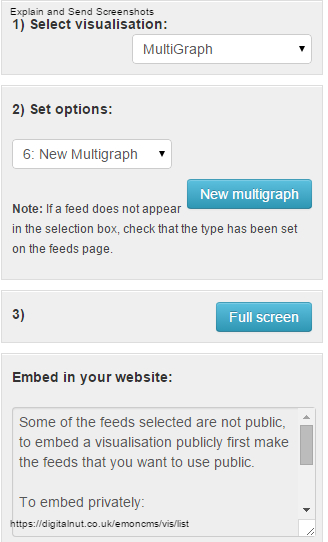 Explain and Send Screenshots
1) Select visualisation:
MultiGraph
2) Set options:
6: New Multigraph
New multigraph
Note: If a feed does not appear
in the selection box, check that the type has been set
on the feeds page.
3)
Full screen
Embed in your website:
Some of the feeds selected are not public,
to embed a visualisation publicly first make
the feeds that you want to use public.
To embed privately:
https://digitalnut.co.uk/emoncms/vis/list